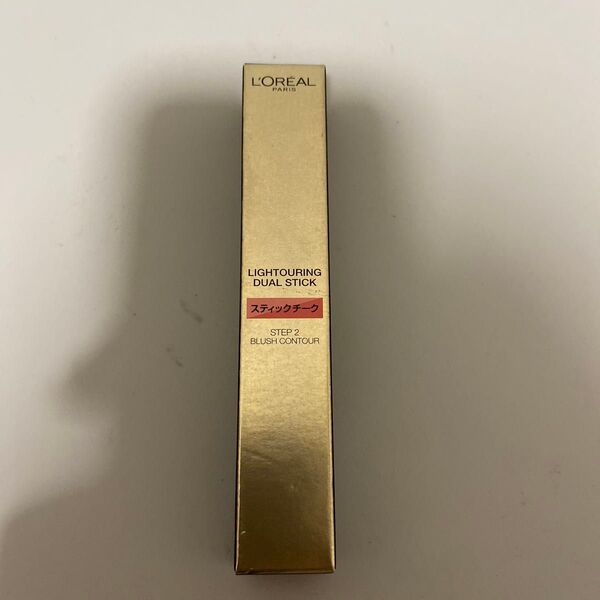 L'ORÉAL
PARIS
LIGHTOURING
DUAL STICK
スティックチーク
STEP 2
BLUSH CONTOUR